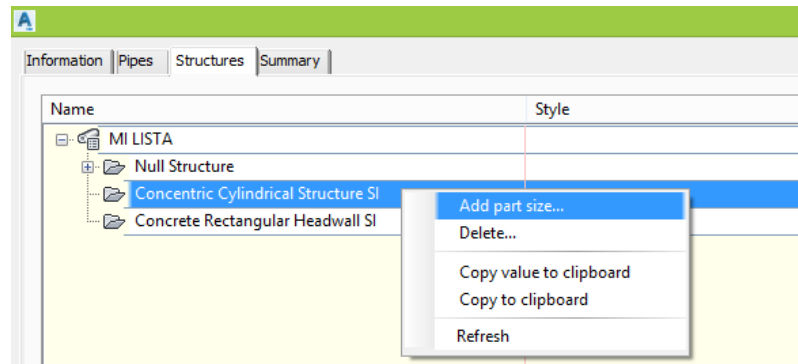 Information Pipes Structures Summary
Name Style
MI LISTA
Null Structure
Concentric Cylindrical Structure SI
Concrete Rectangular Headwall SI
Add part size...
Delete...
Copy value to clipboard
Copy to clipboard
Refresh